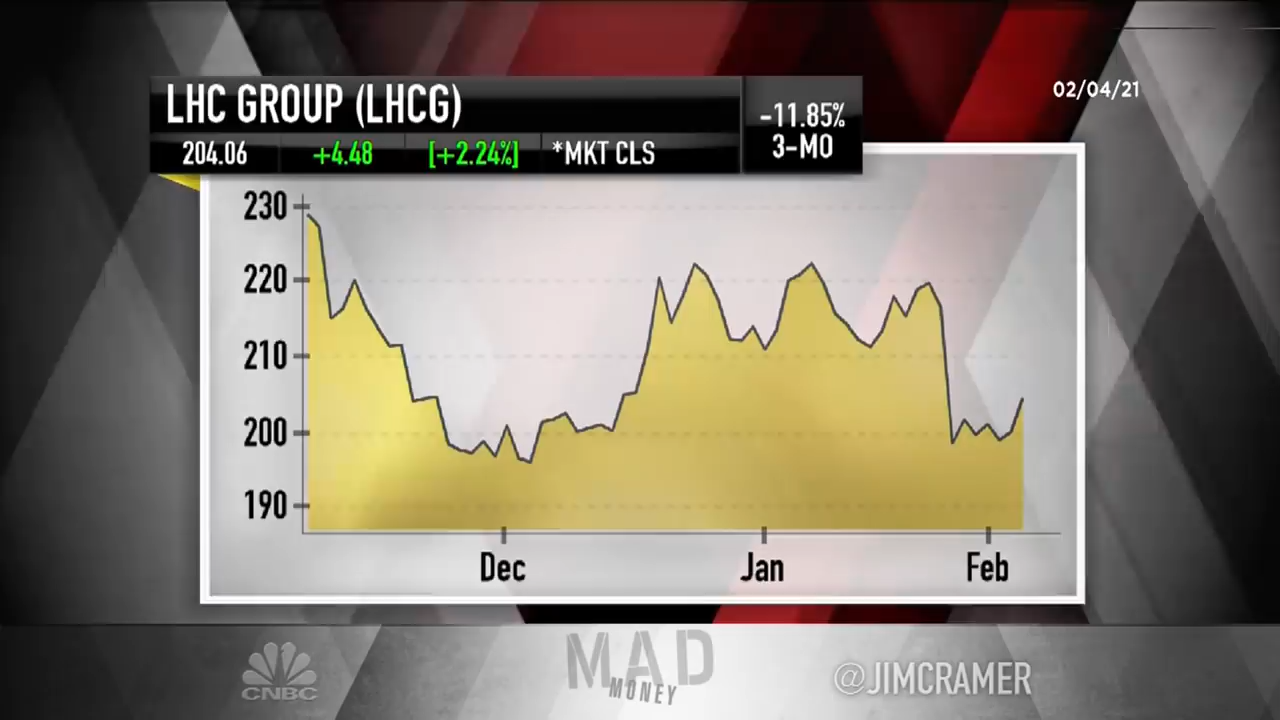 LHC GROUP (LHCG)
204.06 +4.48 [+2.24%] *MKT CLS
-11.85%
3-MO
02/04/21
230
220
210
200
190
Dec Jan Feb
CNBC
MAD
MONEY
@JIMCRAMER